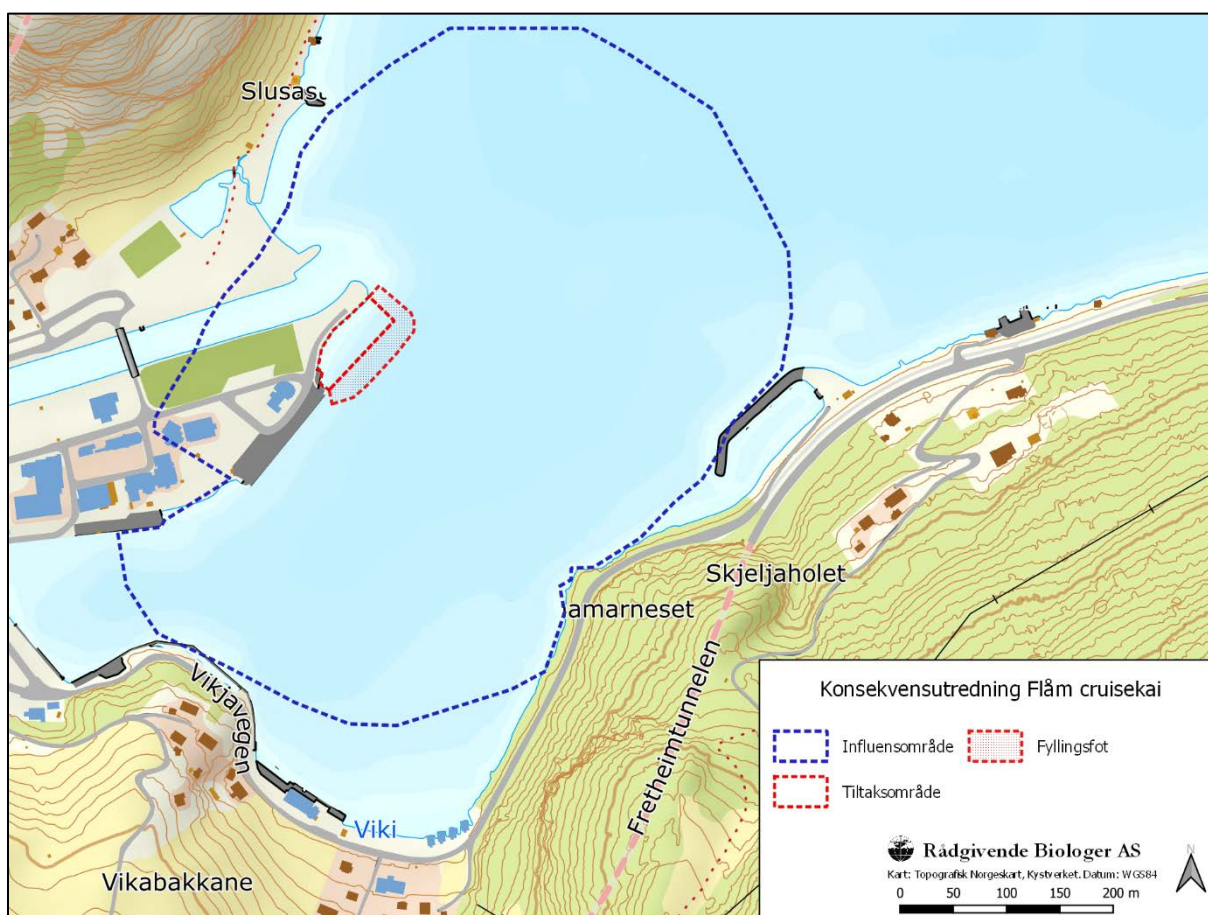 Slusast
Skjeljaholet
amarneset
Fretheimtunnelen
Vikjavegen
Viki
Vikabakkane
Konsekvensutredning Flåm cruisekai
Influensområde
Fyllingsfot
Tiltaksområde
Rådgivende Biologer AS
Kart: Topografisk Norgeskart, Kystverket. Datum: WGS84
N
0 50 100 150 200 m